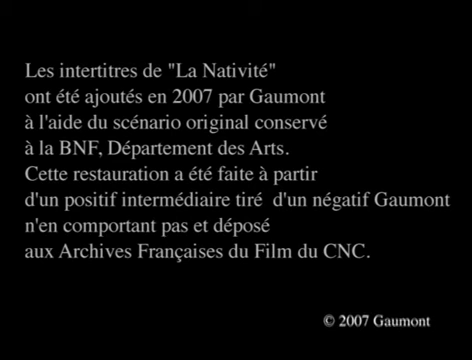 Les intertitres de "La Nativité"
ont été ajoutés en 2007 par Gaumont
à l'aide du scénario original conservé
à la BNF, Département des Arts.
Cette restauration a été faite à partir
d'un positif intermédiaire tiré d'un négatif Gaumont
n'en comportant pas et déposé
aux Archives Françaises du Film du CNC.
© 2007 Gaumont